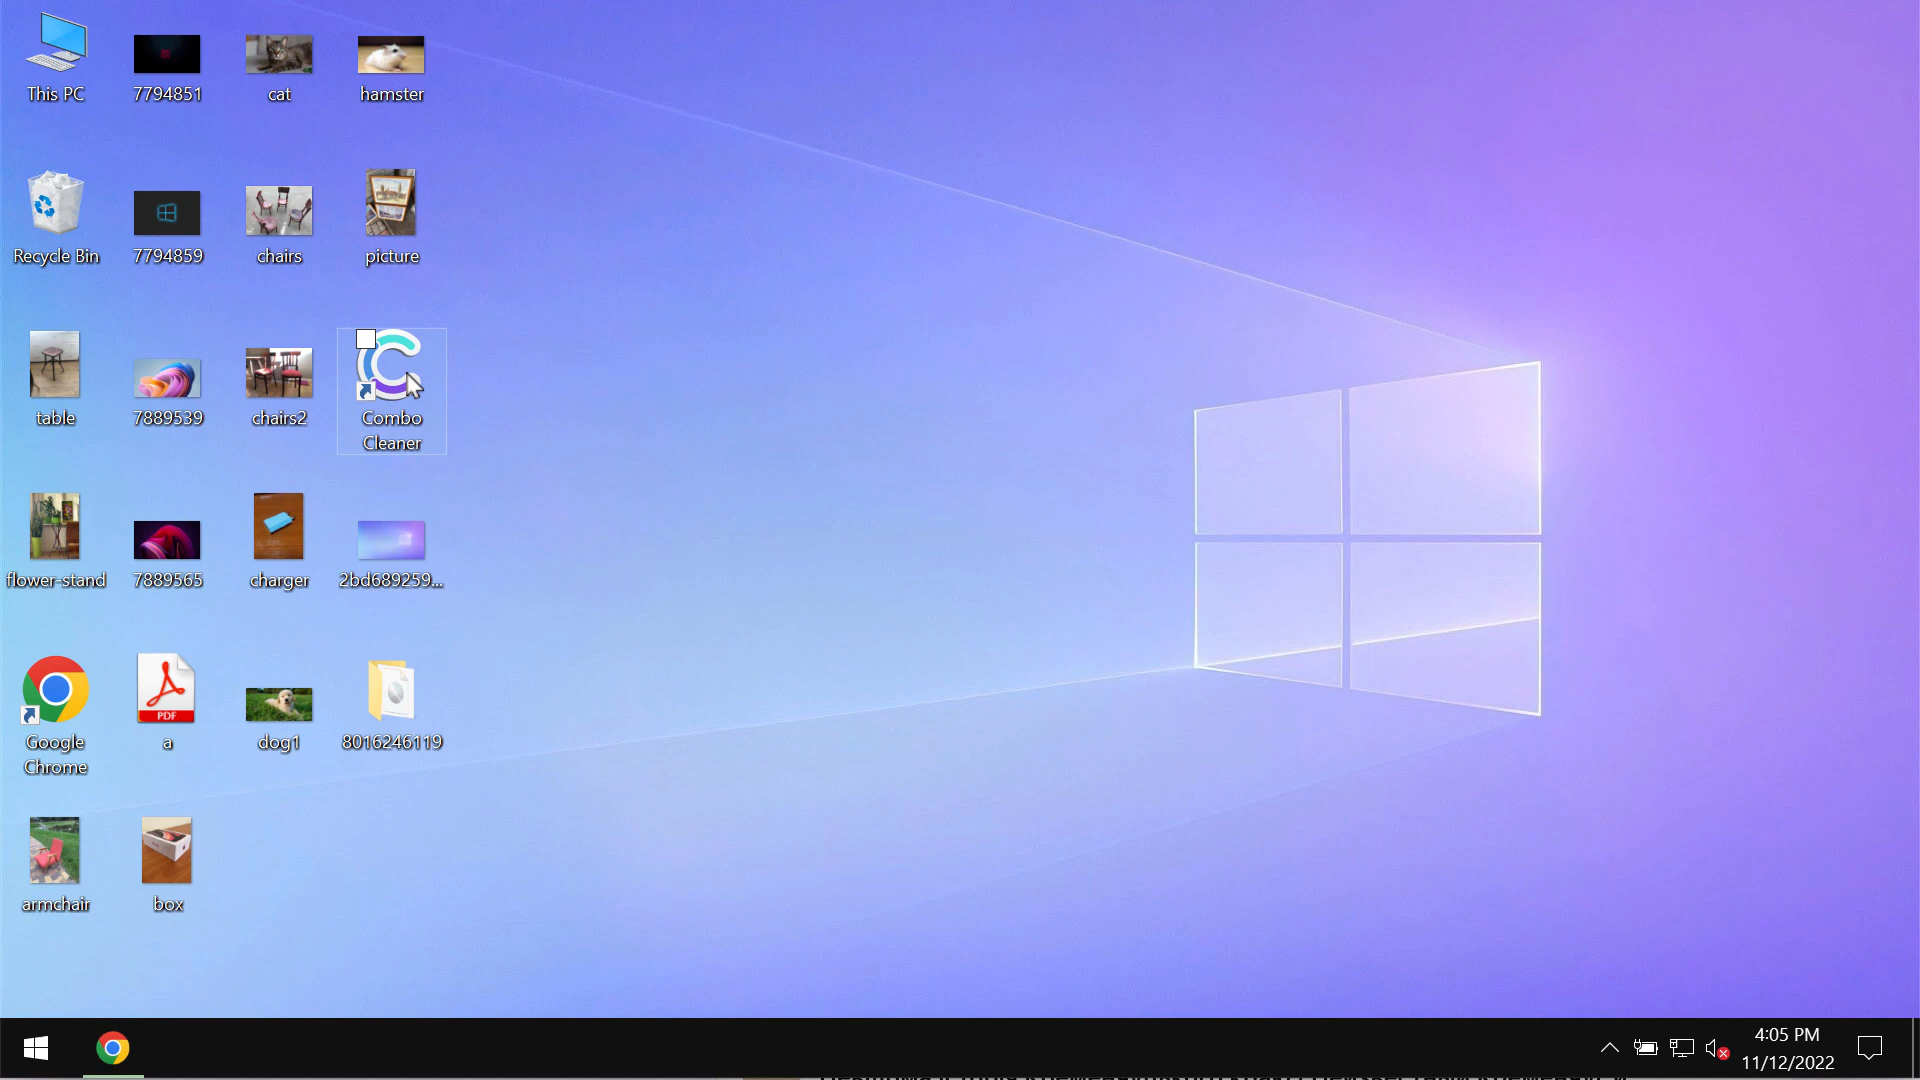 This PC
7794851
cat
hamster
Recycle Bin
7794859
chairs
picture
table
7889539
chairs2
Combo
Cleaner
flower-stand
7889565
charger
2bd689259...
Google
Chrome
PDF
a
dog1
8016246119
armchair
box
4:05 PM
11/12/2022